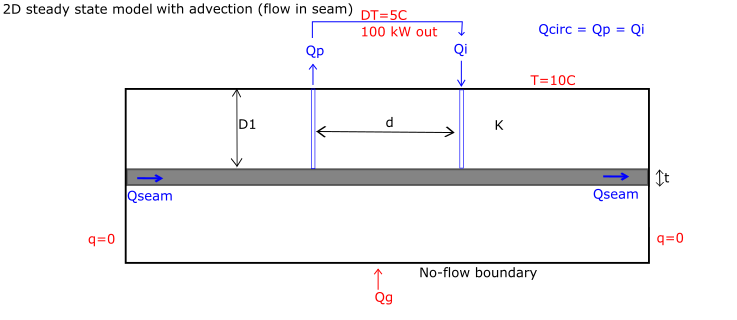 2D steady state model with advection (flow in seam)
DT=5C
100 kW out
Qcirc = Qp = Qi
Qp
Qi
T=10C
D1
d
K
t
Qseam
Qseam
q=0
q=0
No-flow boundary
Qg